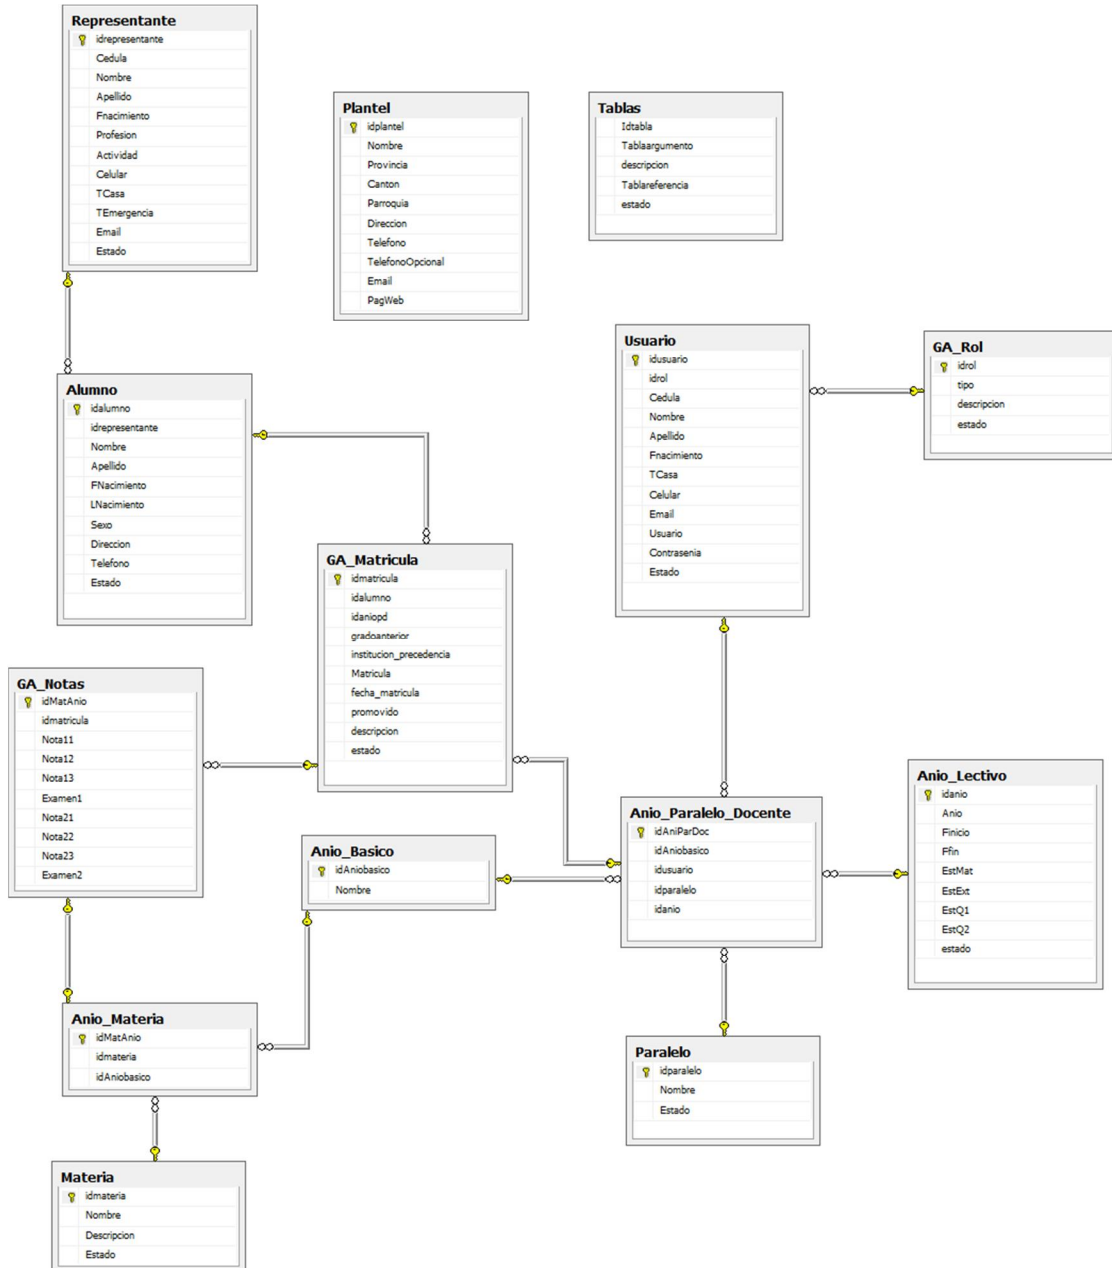 Representante
idrepresentante
Cedula
Nombre
Apellido
Fnacimiento
Profesion
Actividad
Celular
TCasa
TEmergencia
Email
Estado
Plantel
idplantel
Nombre
Provincia
Canton
Parroquia
Direccion
Telefono
TelefonoOpcional
Email
PagWeb
Tablas
Idtabla
Tablaargumento
descripcion
Tablareferencia
estado
Usuario
idusuario
idrol
Cedula
Nombre
Apellido
Fnacimiento
TCasa
Celular
Email
Usuario
Contrasenia
Estado
GA_Rol
idrol
tipo
descripcion
estado
Alumno
idalumno
idrepresentante
Nombre
Apellido
FNacimiento
LNacimiento
Sexo
Direccion
Telefono
Estado
GA_Matricula
idmatricula
idalumno
idaniopd
gradoanterior
institucion_precedencia
Matricula
fecha_matricula
promovido
descripcion
estado
GA_Notas
idMatAnio
idmatricula
Nota11
Nota12
Nota13
Examen1
Nota21
Nota22
Nota23
Examen2
Anio_Basico
idAniobasico
Nombre
Anio_Paralelo_Docente
idAniParDoc
idAniobasico
idusuario
idparalelo
idanio
Anio_Lectivo
idanio
Anio
Finicio
Ffin
EstMat
EstExt
EstQ1
EstQ2
estado
Anio_Materia
idMatAnio
idmateria
idAniobasico
Paralelo
idparalelo
Nombre
Estado
Materia
idmateria
Nombre
Descripcion
Estado